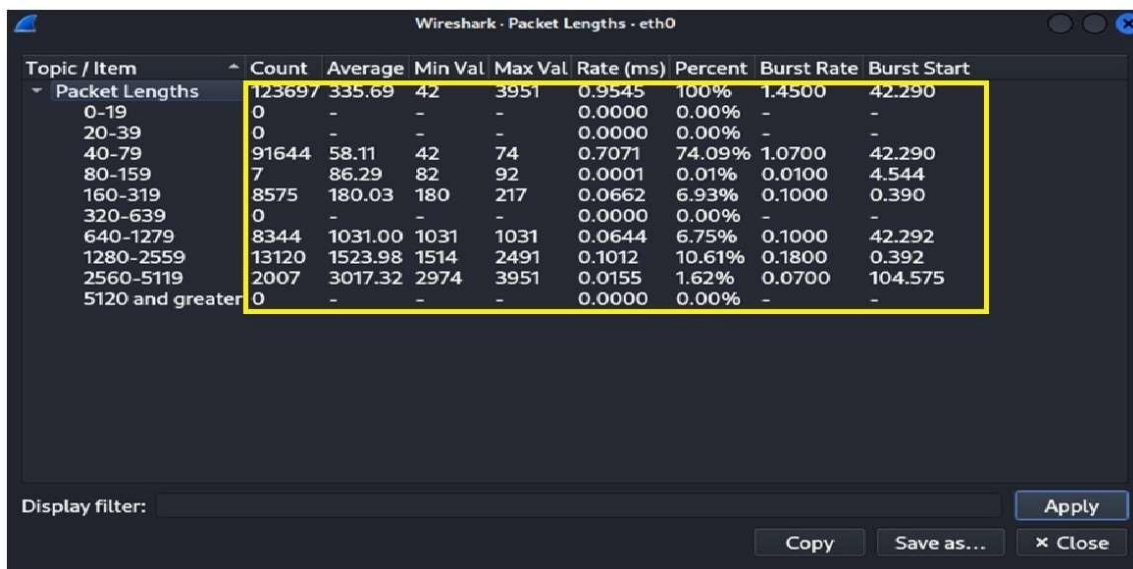 Wireshark · Packet Lengths · eth0
Topic / Item Count Average Min Val Max Val Rate (ms) Percent Burst Rate Burst Start
Packet Lengths 123697 335.69 42 3951 0.9545 100% 1.4500 42.290
0-19 0 - - - 0.0000 0.00% - -
20-39 0 - - - 0.0000 0.00% - -
40-79 91644 58.11 42 74 0.7071 74.09% 1.0700 42.290
80-159 7 86.29 82 92 0.0001 0.01% 0.0100 4.544
160-319 8575 180.03 180 217 0.0662 6.93% 0.1000 0.390
320-639 0 - - - 0.0000 0.00% - -
640-1279 8344 1031.00 1031 1031 0.0644 6.75% 0.1000 42.292
1280-2559 13120 1523.98 1514 2491 0.1012 10.61% 0.1800 0.392
2560-5119 2007 3017.32 2974 3951 0.0155 1.62% 0.0700 104.575
5120 and greater 0 - - - 0.0000 0.00% - -
Display filter: Apply
Copy Save as... × Close